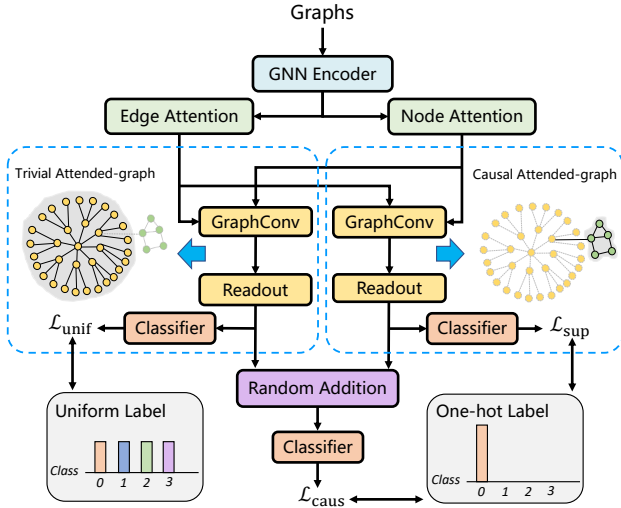 Graphs
GNN Encoder
Edge Attention
Node Attention
Trivial Attended-graph
Causal Attended-graph
GraphConv
GraphConv
Readout
Readout
ℒunif
Classifier
Classifier
ℒsup
Random Addition
Uniform Label
Class
0 1 2 3
One-hot Label
Class
0 1 2 3
Classifier
ℒcaus